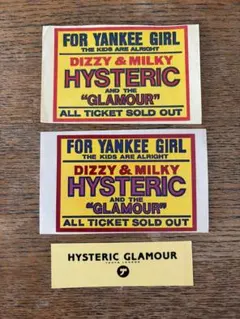 FOR YANKEE GIRL
THE KIDS ARE ALRIGHT
DIZZY & MILKY
HYSTERIC
AND THE
"GLAMOUR"
ALL TICKET SOLD OUT
FOR YANKEE GIRL
THE KIDS ARE ALRIGHT
DIZZY & MILKY
HYSTERIC
AND THE
"GLAMOUR"
ALL TICKET SOLD OUT
HYSTERIC GLAMOUR